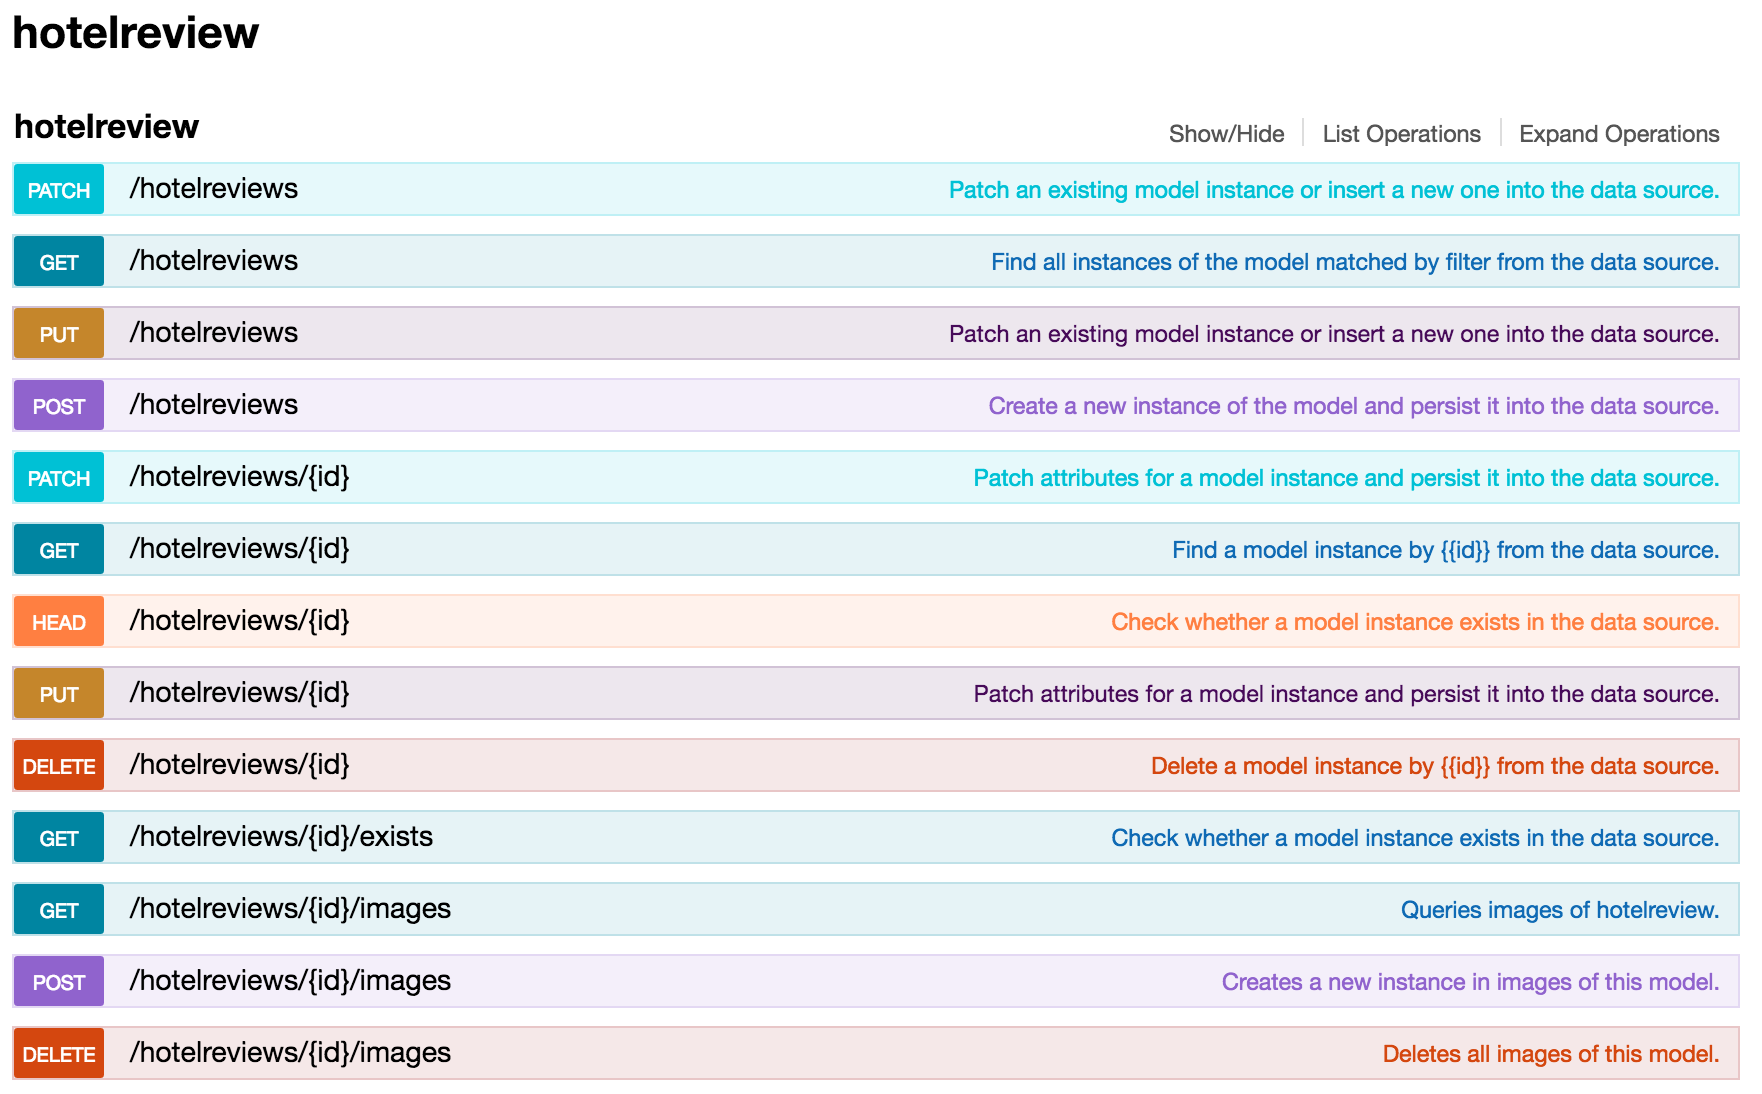 hotelreview
hotelreview Show/Hide List Operations Expand Operations
PATCH /hotelreviews Patch an existing model instance or insert a new one into the data source.
GET /hotelreviews Find all instances of the model matched by filter from the data source.
PUT /hotelreviews Patch an existing model instance or insert a new one into the data source.
POST /hotelreviews Create a new instance of the model and persist it into the data source.
PATCH /hotelreviews/{id} Patch attributes for a model instance and persist it into the data source.
GET /hotelreviews/{id} Find a model instance by {{id}} from the data source.
HEAD /hotelreviews/{id} Check whether a model instance exists in the data source.
PUT /hotelreviews/{id} Patch attributes for a model instance and persist it into the data source.
DELETE /hotelreviews/{id} Delete a model instance by {{id}} from the data source.
GET /hotelreviews/{id}/exists Check whether a model instance exists in the data source.
GET /hotelreviews/{id}/images Queries images of hotelreview.
POST /hotelreviews/{id}/images Creates a new instance in images of this model.
DELETE /hotelreviews/{id}/images Deletes all images of this model.